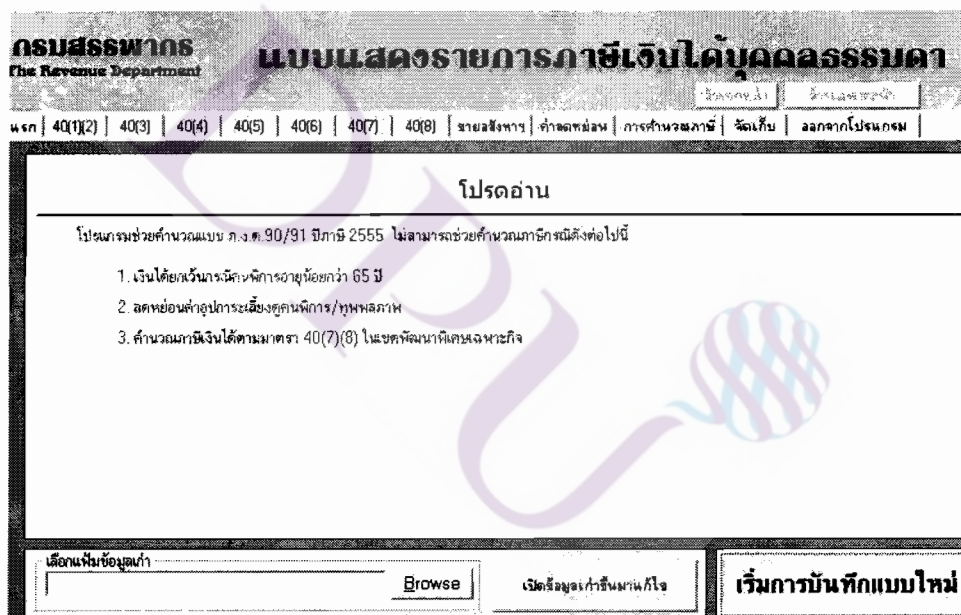 กรมสรรพากร
The Revenue Department
แบบแสดงรายการภาษีเงินได้บุคคลธรรมดา
แรก 40(1)(2) 40(3) 40(4) 40(5) 40(6) 40(7) 40(8) ขายอสังหาฯ ค่าลดหย่อน การคำนวณภาษี จัดเก็บ ออกจากโปรแกรม
โปรดอ่าน
โปรแกรมช่วยคำนวณแบบ ภ.ง.ด.90/91 ปีภาษี 2555 ไม่สามารถช่วยคำนวณภาษีกรณีดังต่อไปนี้
1. เงินได้ยกเว้นกรณีคนพิการอายุน้อยกว่า 65 ปี
2. ลดหย่อนค่าอุปการะเลี้ยงดูคนพิการ/ทุพพลภาพ
3. คำนวณภาษีเงินได้ตามมาตรา 40(7)(8) ในเขตพัฒนาพิเศษเฉพาะกิจ
DPU
เลือกแฟ้มข้อมูลเก่า
Browse
เปิดข้อมูลเก่าขึ้นมาแก้ไข
เริ่มการบันทึกแบบใหม่